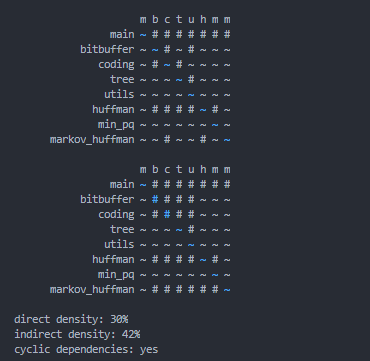 m b c t u h m m
main ~ # # # # # # #
bitbuffer ~ ~ # ~ # ~ ~ ~
coding ~ # ~ # ~ ~ ~ ~
tree ~ ~ ~ ~ # ~ ~ ~
utils ~ ~ ~ ~ ~ ~ ~ ~
huffman ~ # # # # ~ # ~
min_pq ~ ~ ~ ~ ~ ~ ~ ~
markov_huffman ~ ~ # ~ ~ # ~ ~
m b c t u h m m
main ~ # # # # # # #
bitbuffer ~ # # # # ~ ~ ~
coding ~ # # # # ~ ~ ~
tree ~ ~ ~ ~ # ~ ~ ~
utils ~ ~ ~ ~ ~ ~ ~ ~
huffman ~ # # # # ~ # ~
min_pq ~ ~ ~ ~ ~ ~ ~ ~
markov_huffman ~ # # # # # # ~
direct density: 30%
indirect density: 42%
cyclic dependencies: yes